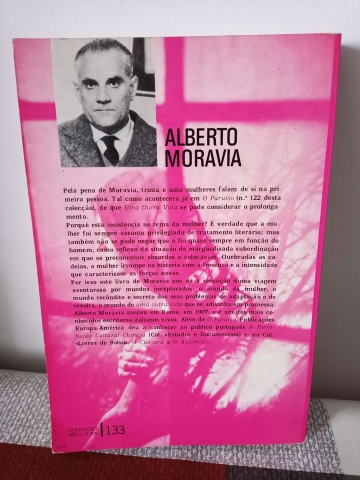 ALBERTO
MORAVIA
Pela pena de Moravia, trinta e uma mulheres falam de si na pri
meira pessoa. Tal como acontecera já em O Paraíso (n.º 122 desta
colecção), de que Uma Outra Vida se pode considerar o prolonga
mento.
Porquê esta insistência no tema da mulher? É verdade que a mu
lher foi sempre assunto privilegiado de tratamento literário; mas
também não se pode negar que o foi quase sempre em função do
homem, como reflexo da situação de marginalizada subordinação
em que os preconceitos absurdos a colocavam. Quebradas as ca
deias, a mulher irrompe na história com a frescura e intensidade
que caracterizam as forças novas.
Por isso este livro de Moravia nos dá a sensação duma viagem
aventurosa por mundos inexplorados: o mundo da mulher, o
mundo recôndito e secreto dos seus problemas de adaptação e de
revolta, o mundo de uma outra vida que se adivinha em promessa.
Alberto Moravia nasceu em Roma, em 1907, e é um dos mais co
nhecidos escritores italianos vivos. Além de O Paraíso, Publicações
Europa-América deu a conhecer ao público português A Revo
lução Cultural Chinesa (Col. «Estudos e Documentos») e, na Col.
«Livros de Bolso», A Ciociara e O Autómato.
COLECÇÃO
SÉCULO XX
133